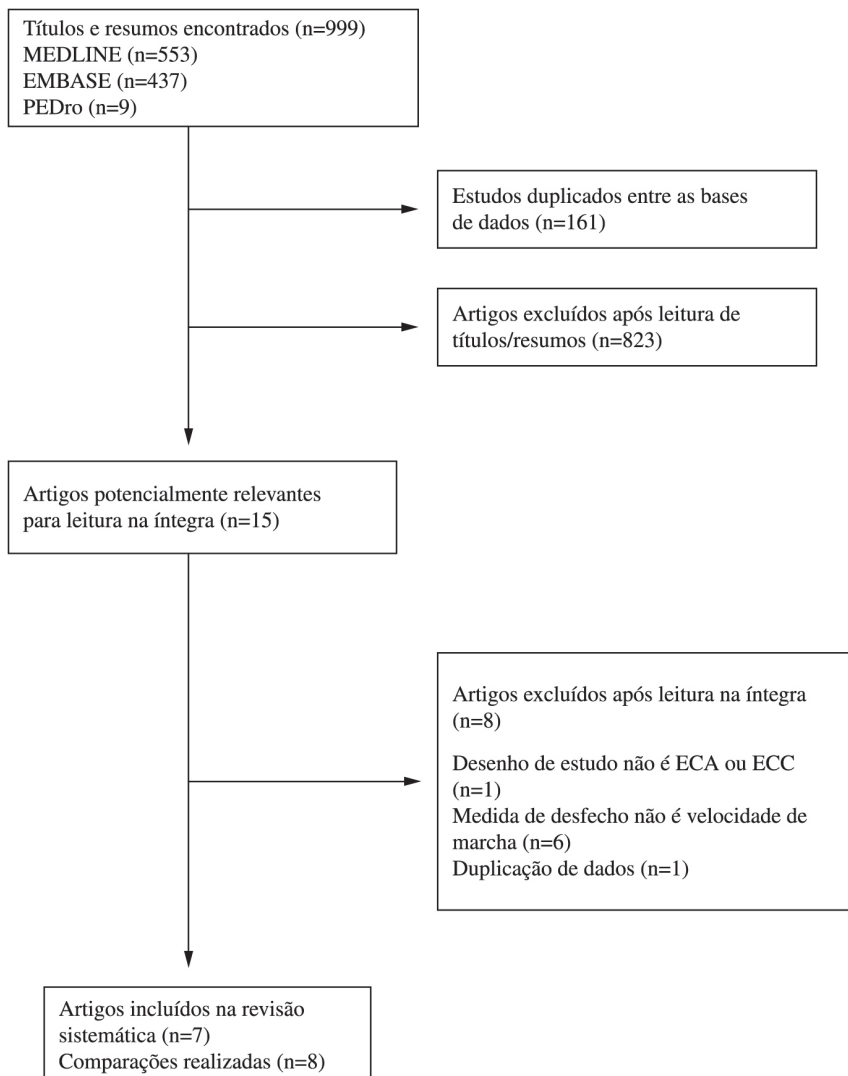 Títulos e resumos encontrados (n=999)
MEDLINE (n=553)
EMBASE (n=437)
PEDro (n=9)
Estudos duplicados entre as bases
de dados (n=161)
Artigos excluídos após leitura de
títulos/resumos (n=823)
Artigos potencialmente relevantes
para leitura na íntegra (n=15)
Artigos excluídos após leitura na íntegra
(n=8)
Desenho de estudo não é ECA ou ECC
(n=1)
Medida de desfecho não é velocidade de
marcha (n=6)
Duplicação de dados (n=1)
Artigos incluídos na revisão
sistemática (n=7)
Comparações realizadas (n=8)